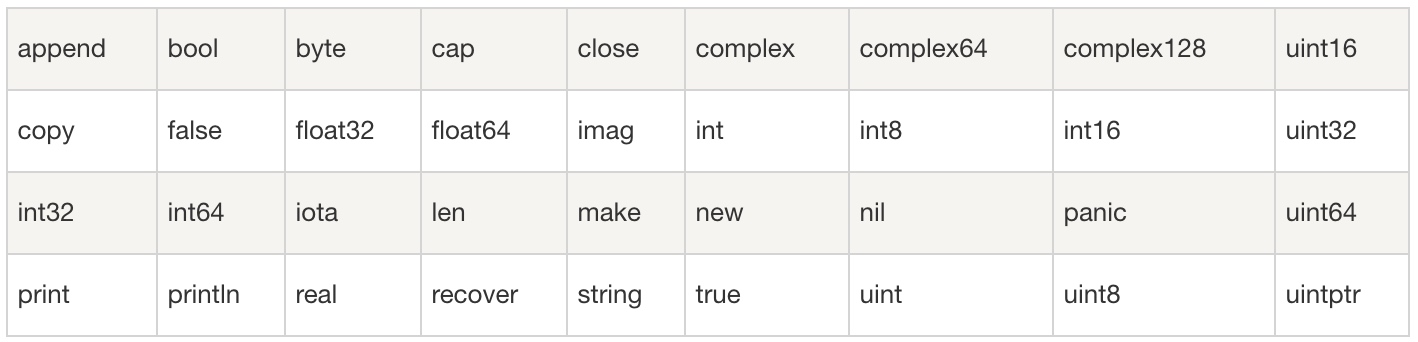 append bool byte cap close complex complex64 complex128 uint16
copy false float32 float64 imag int int8 int16 uint32
int32 int64 iota len make new nil panic uint64
print println real recover string true uint uint8 uintptr